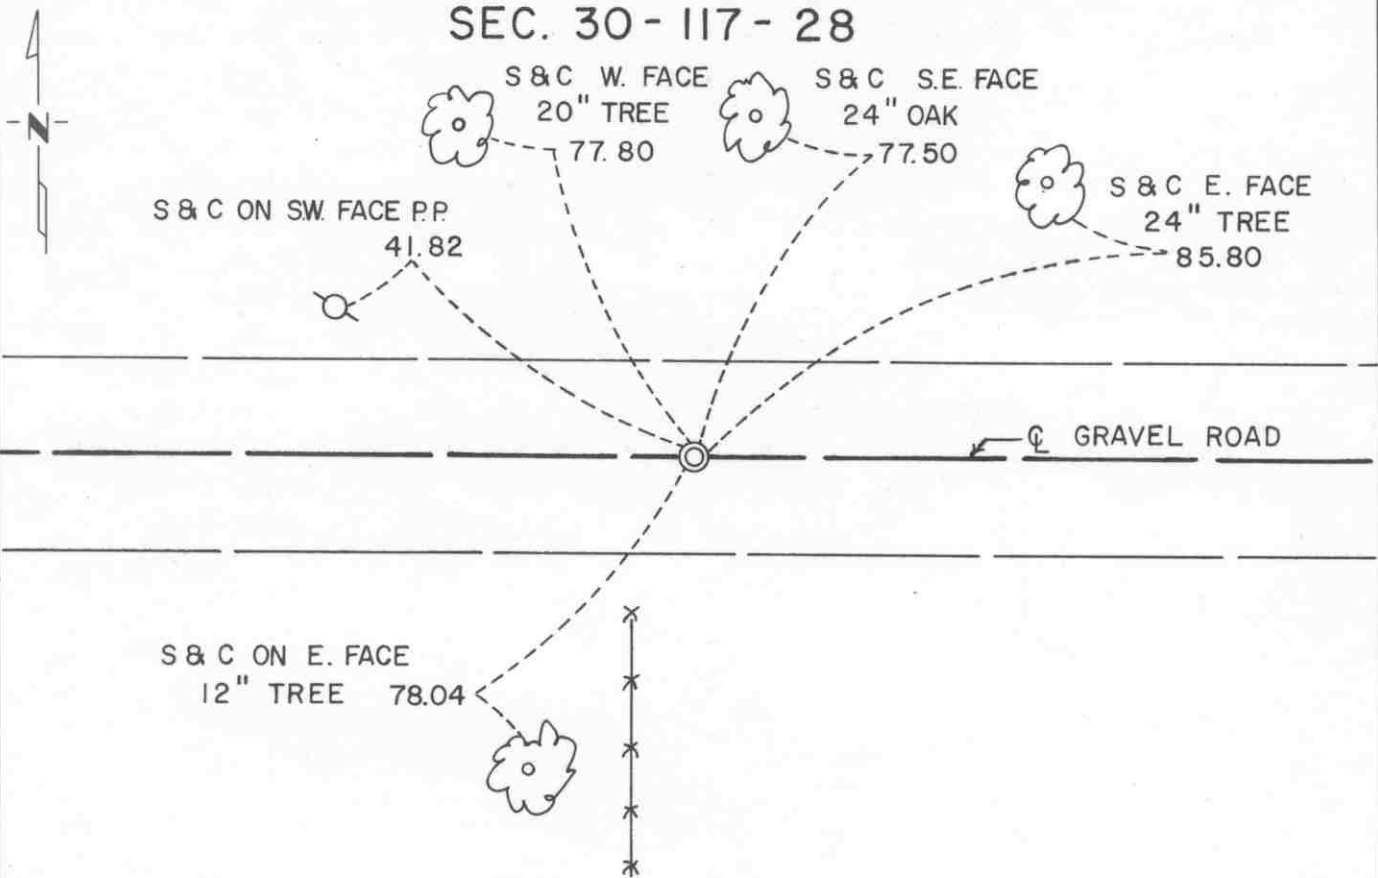 SEC. 30 - 117 - 28
S & C W. FACE
20" TREE
77.80
S & C S.E. FACE
24" OAK
77.50
S & C E. FACE
24" TREE
85.80
N
S & C ON S.W. FACE P.P.
41.82
℄ GRAVEL ROAD
S & C ON E. FACE
12" TREE 78.04